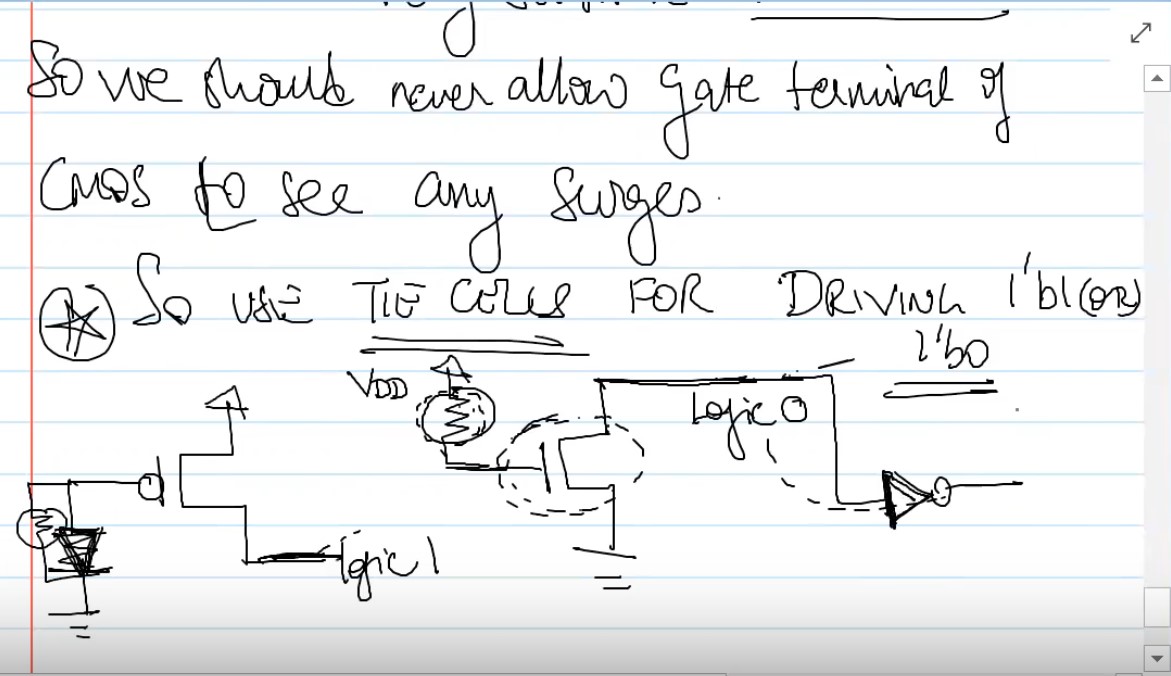 So we should never allow gate terminal of
CMOS to see any surges.
So USE TIE CELLS FOR DRIVING 1'b1(OR)
1'b0
VDD
Logic 0
logic 1